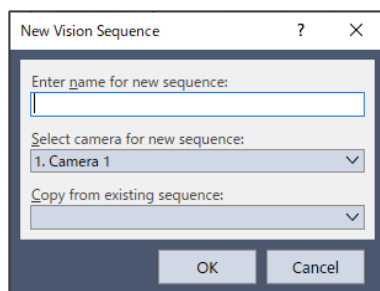 New Vision Sequence ?
Enter name for new sequence:
Select camera for new sequence:
1. Camera 1
Copy from existing sequence:
OK Cancel